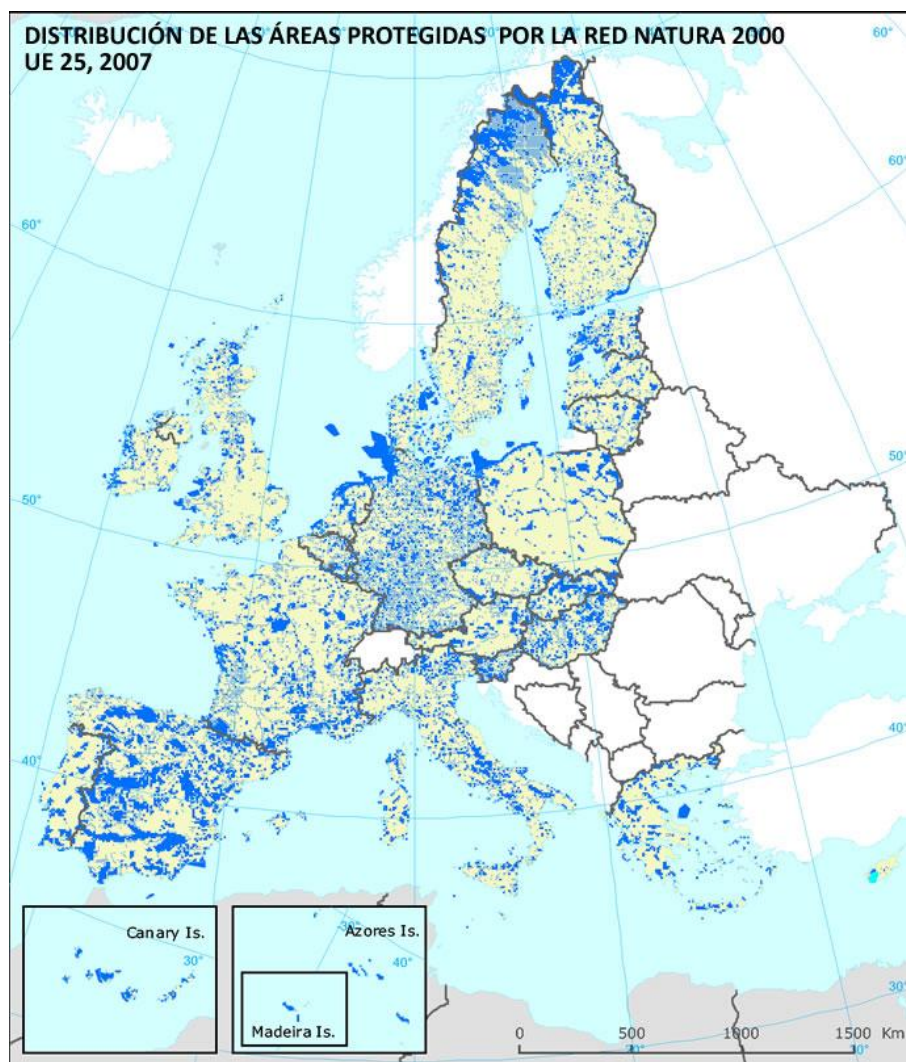 DISTRIBUCIÓN DE LAS ÁREAS PROTEGIDAS POR LA RED NATURA 2000
UE 25, 2007
60°
60°
60°
50°
50°
40°
40°
30°
Canary Is.
30°
Azores Is.
30°
40°
Madeira Is.
0 500 1000 1500 Km